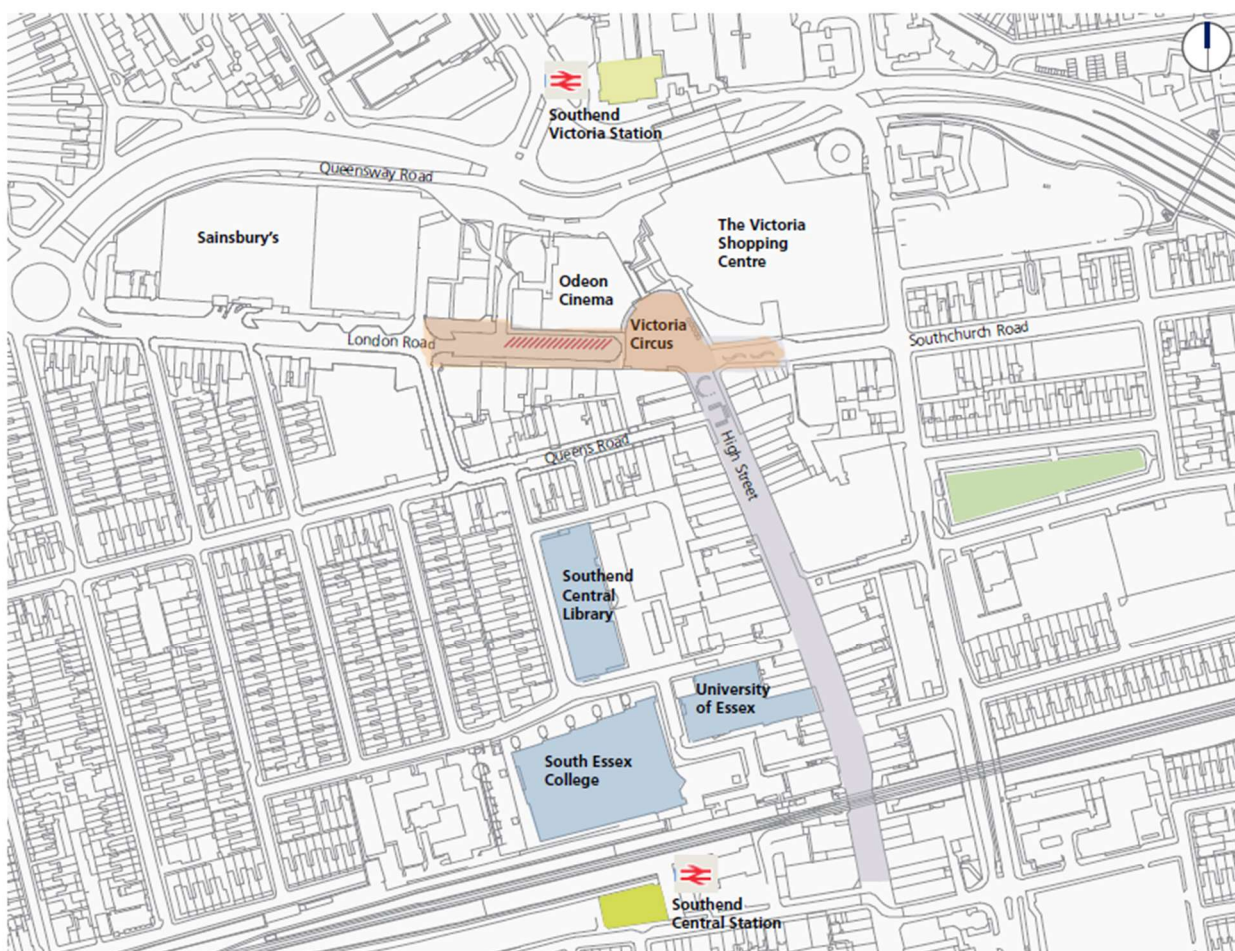 Southend
Victoria Station
Queensway Road
Sainsbury's
The Victoria
Shopping
Centre
Odeon
Cinema
Victoria
Circus
London Road
Southchurch Road
Queens Road
High Street
Southend
Central
Library
University
of Essex
South Essex
College
Southend
Central Station